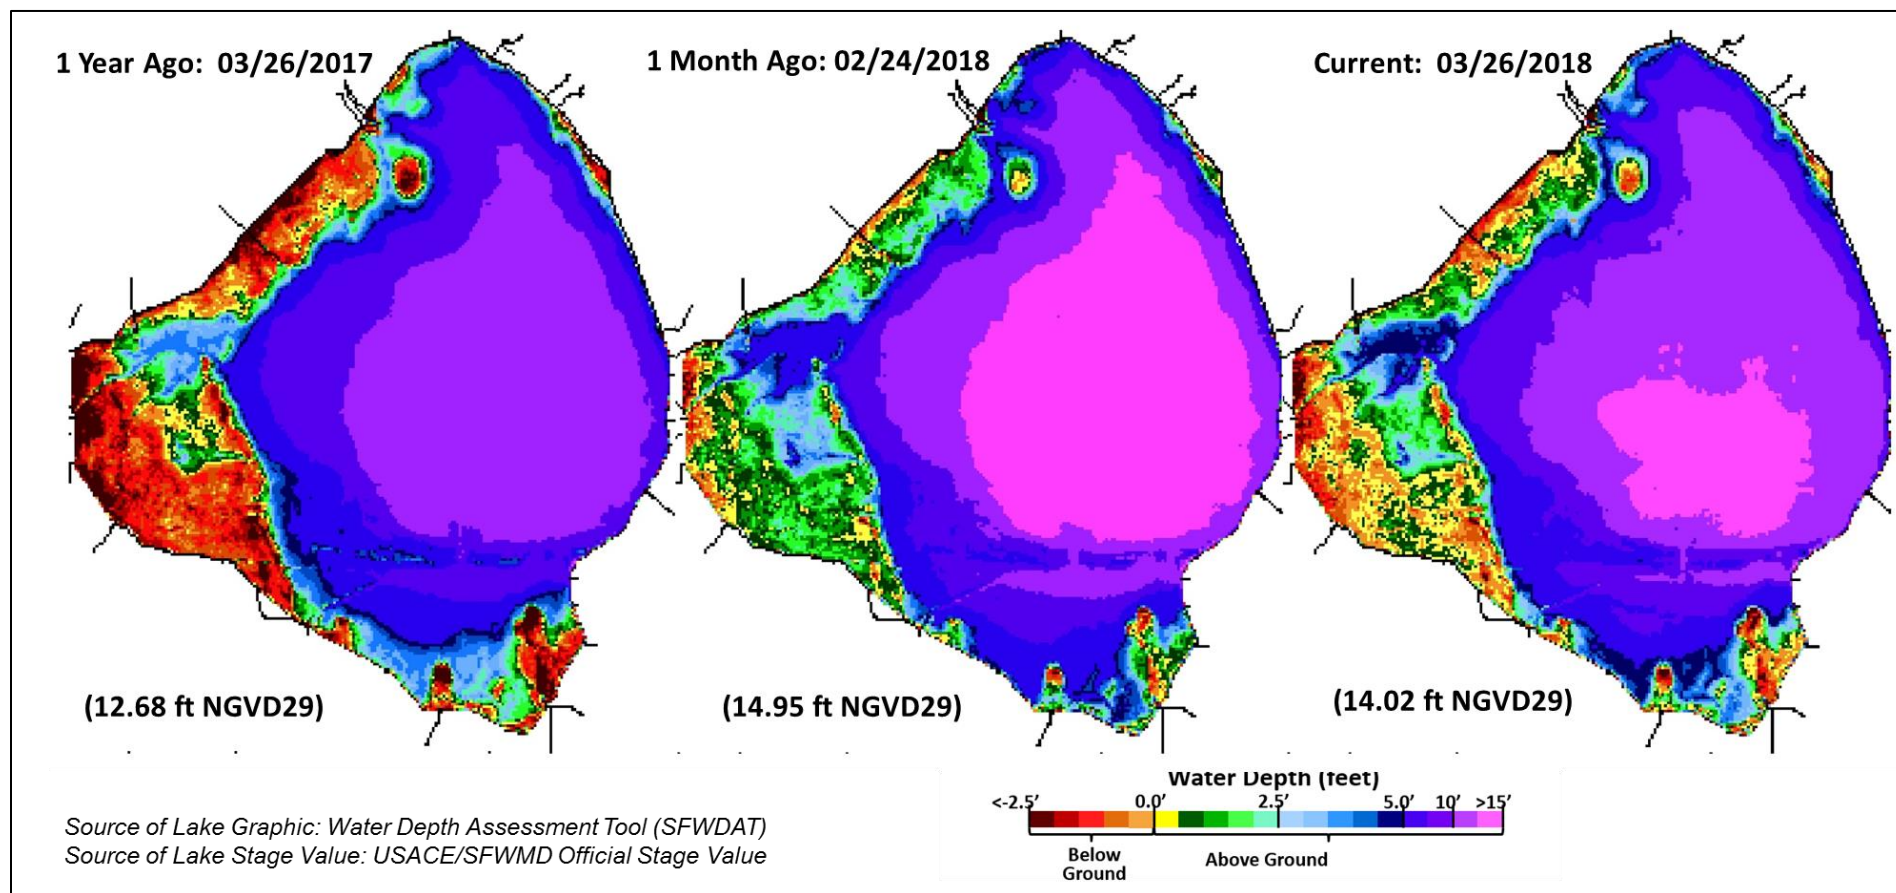 1 Year Ago: 03/26/2017
1 Month Ago: 02/24/2018
Current: 03/26/2018
(12.68 ft NGVD29)
(14.95 ft NGVD29)
(14.02 ft NGVD29)
Water Depth (feet)
<-2.5' 0.0' 2.5' 5.0' 10' >15'
Below
Ground
Above Ground
Source of Lake Graphic: Water Depth Assessment Tool (SFWDAT)
Source of Lake Stage Value: USACE/SFWMD Official Stage Value